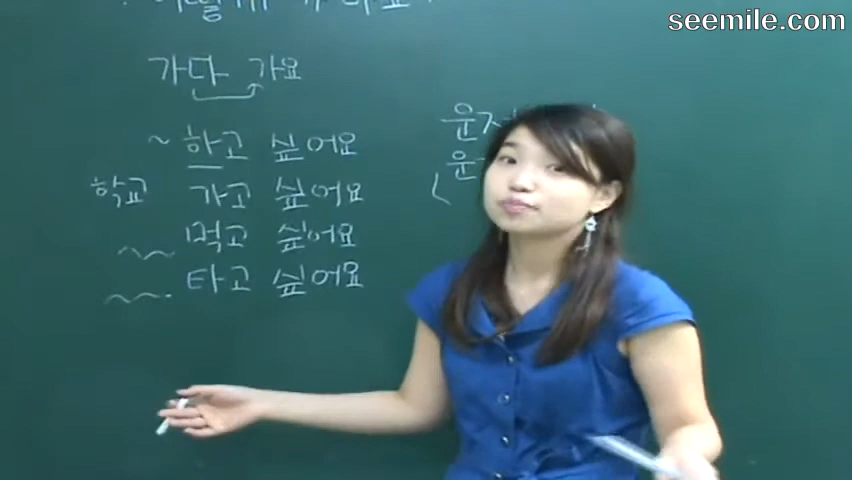 seemile.com
가다 가요
~ 하고 싶어요
학교 가고 싶어요
먹고 싶어요
타고 싶어요